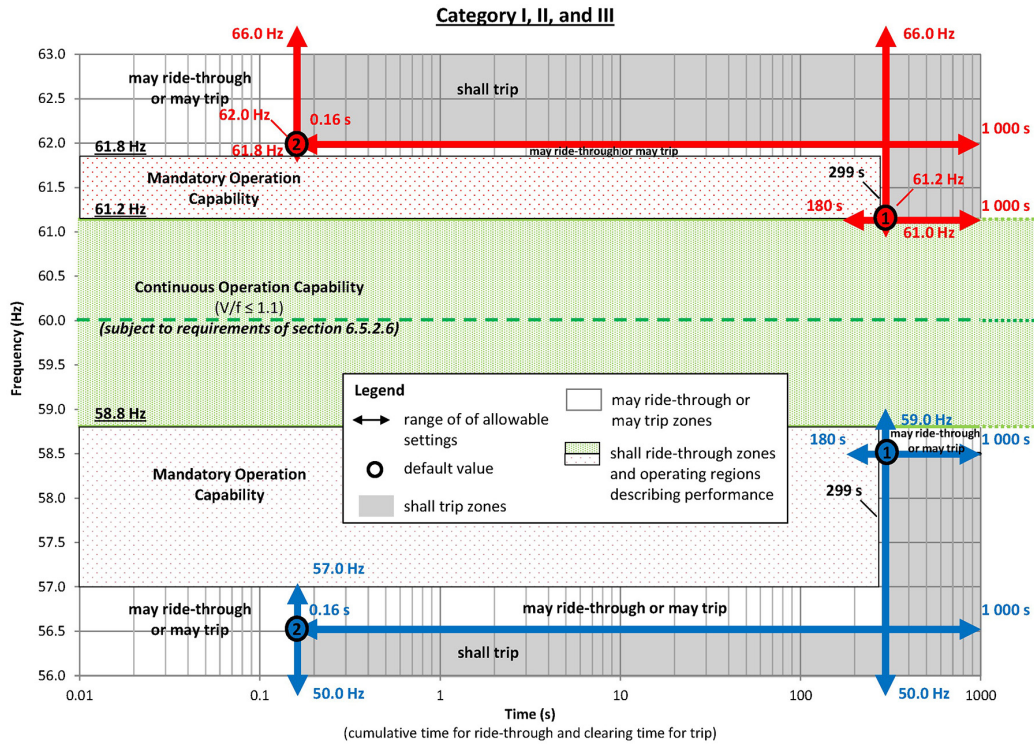 Category I, II, and III
66.0 Hz
66.0 Hz
63.0
may ride-through
or may trip
shall trip
62.5
62.0 Hz
0.16 s
62.0
2
1 000 s
61.8 Hz
61.8 Hz
may ride-through or may trip
Mandatory Operation
Capability
299 s
61.5
61.2 Hz
61.2 Hz
180 s
1
1 000 s
61.0
61.0 Hz
60.5
Continuous Operation Capability
(V/f ≤ 1.1)
60.0
(subject to requirements of section 6.5.2.6)
Frequency (Hz)
59.5
Legend
range of of allowable
settings
default value
shall trip zones
may ride-through or
may trip zones
shall ride-through zones
and operating regions
describing performance
59.0
58.8 Hz
59.0 Hz
may ride-through
or may trip
180 s
1
1 000 s
58.5
Mandatory Operation
Capability
58.0
299 s
57.5
57.0 Hz
57.0
may ride-through
or may trip
0.16 s
may ride-through or may trip
1 000 s
56.5
2
shall trip
56.0
50.0 Hz
50.0 Hz
0.01
0.1
1
10
100
1000
Time (s)
(cumulative time for ride-through and clearing time for trip)